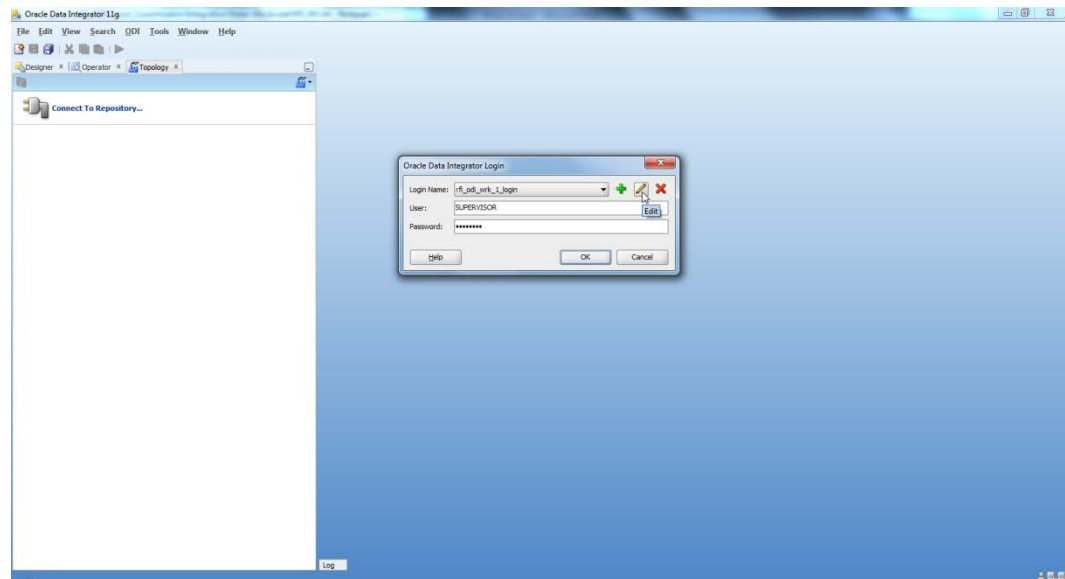 Oracle Data Integrator 11g
File Edit View Search ODI Tools Window Help
Designer Operator Topology
Connect To Repository...
Oracle Data Integrator Login
Login Name: rfi_odi_wrk_1_login
Edit
User: SUPERVISOR
Password: ••••••••
Help OK Cancel
Log